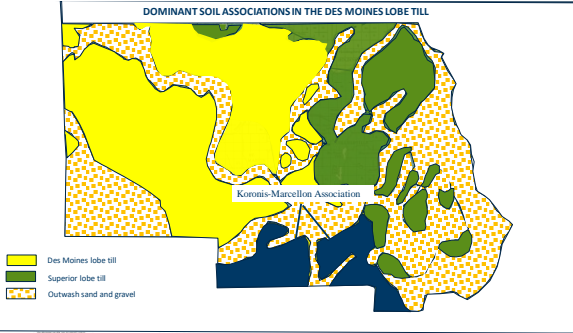 DOMINANT SOIL ASSOCIATIONS IN THE DES MOINES LOBE TILL
Koronis-Marcellon Association
Des Moines lobe till
Superior lobe till
Outwash sand and gravel